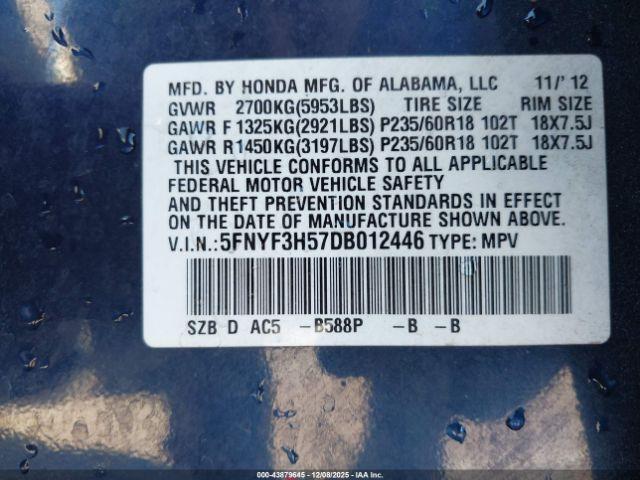 MFD. BY HONDA MFG. OF ALABAMA, LLC 11/' 12
GVWR 2700KG(5953LBS) TIRE SIZE RIM SIZE
GAWR F 1325KG(2921LBS) P235/60R18 102T 18X7.5J
GAWR R1450KG(3197LBS) P235/60R18 102T 18X7.5J
THIS VEHICLE CONFORMS TO ALL APPLICABLE
FEDERAL MOTOR VEHICLE SAFETY
AND THEFT PREVENTION STANDARDS IN EFFECT
ON THE DATE OF MANUFACTURE SHOWN ABOVE.
V.I.N.:5FNYF3H57DB012446 TYPE: MPV
SZB D AC5 -B588P -B -B
000-43879645 - 12/08/2025 - IAA Inc.